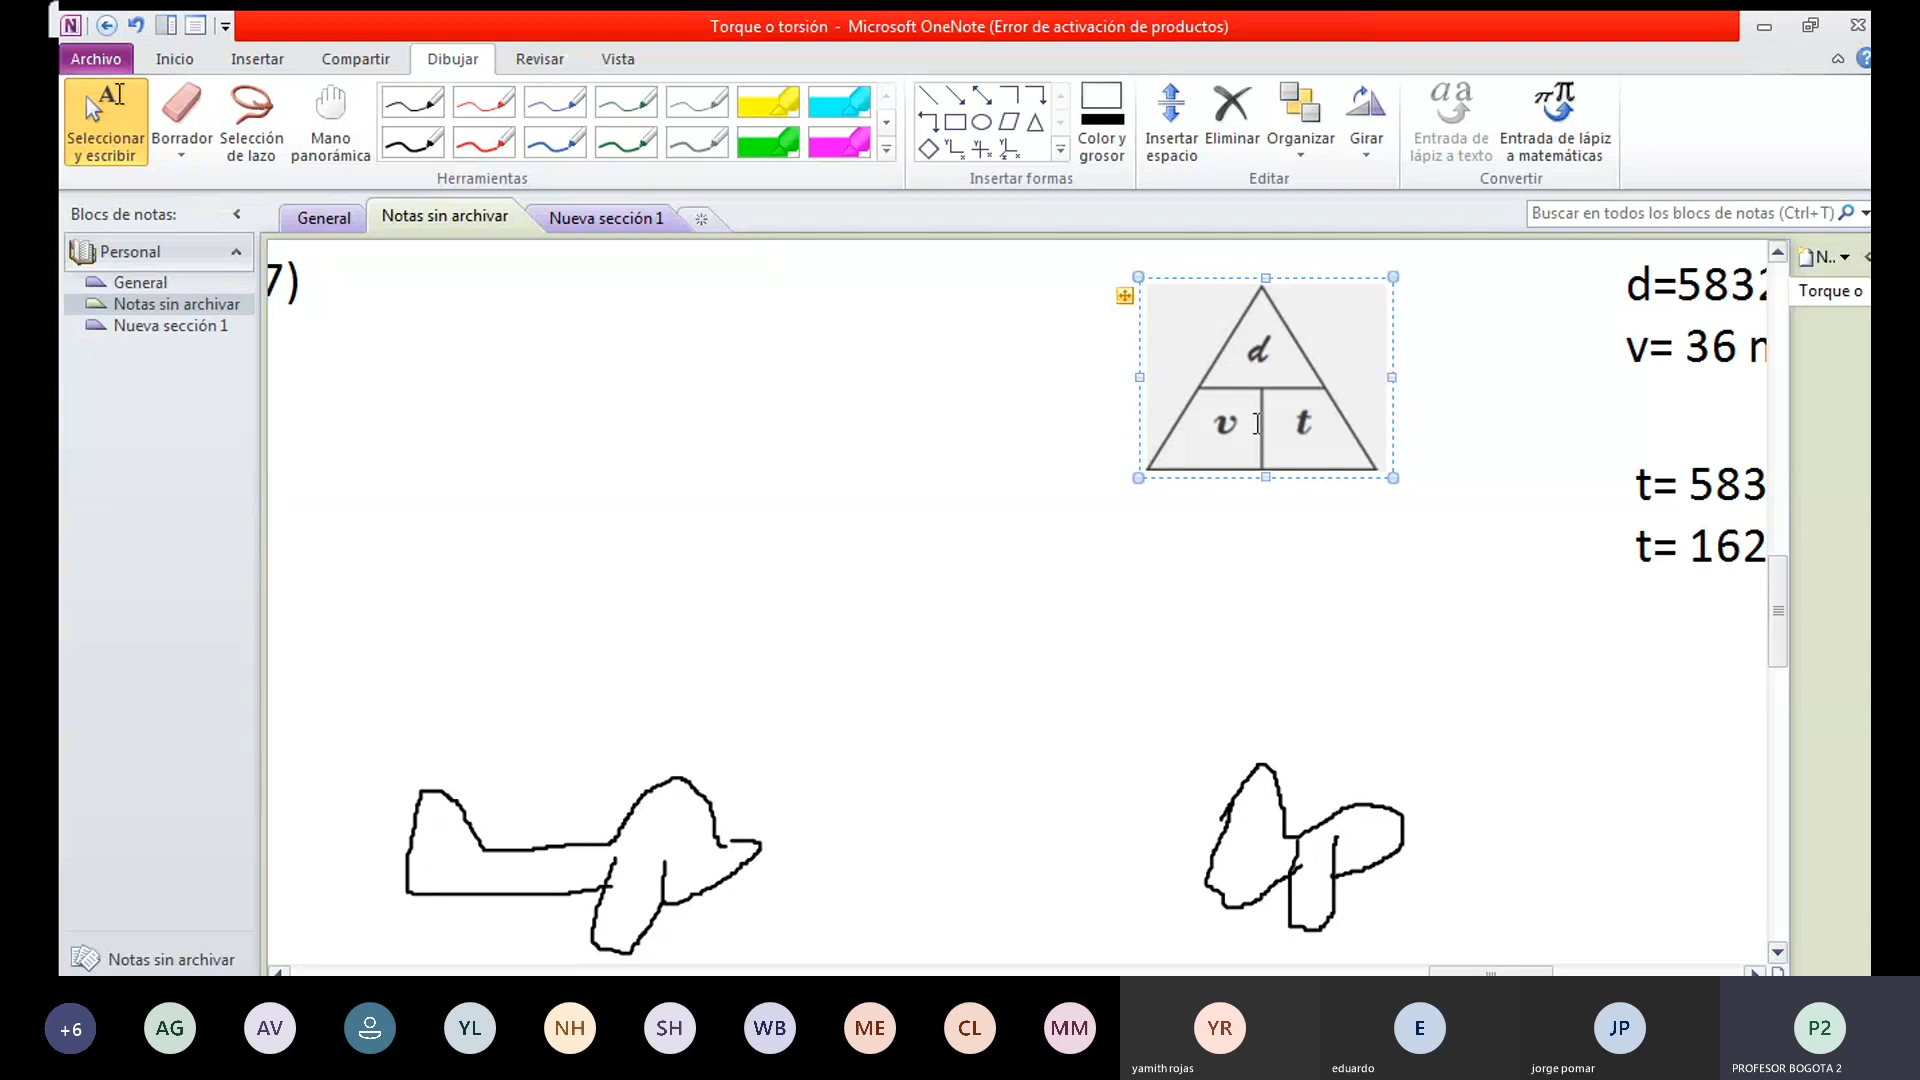 Torque o torsión - Microsoft OneNote (Error de activación de productos)
Archivo Inicio Insertar Compartir Dibujar Revisar Vista
Seleccionar y escribir
Borrador
Selección de lazo
Mano panorámica
Color y grosor
Insertar espacio
Eliminar
Organizar
Girar
Entrada de lápiz a texto
Entrada de lápiz a matemáticas
Herramientas
Insertar formas
Editar
Convertir
Blocs de notas:
General
Notas sin archivar
Nueva sección 1
Buscar en todos los blocs de notas (Ctrl+T)
Personal
General
Notas sin archivar
Nueva sección 1
N..
Torque o
7)
d
v t
d=5832
v= 36
t= 583
t= 162
Notas sin archivar
+6 AG AV YL NH SH WB ME CL MM YR E JP P2
yamith rojas
eduardo
jorge pomar
PROFESOR BOGOTA 2